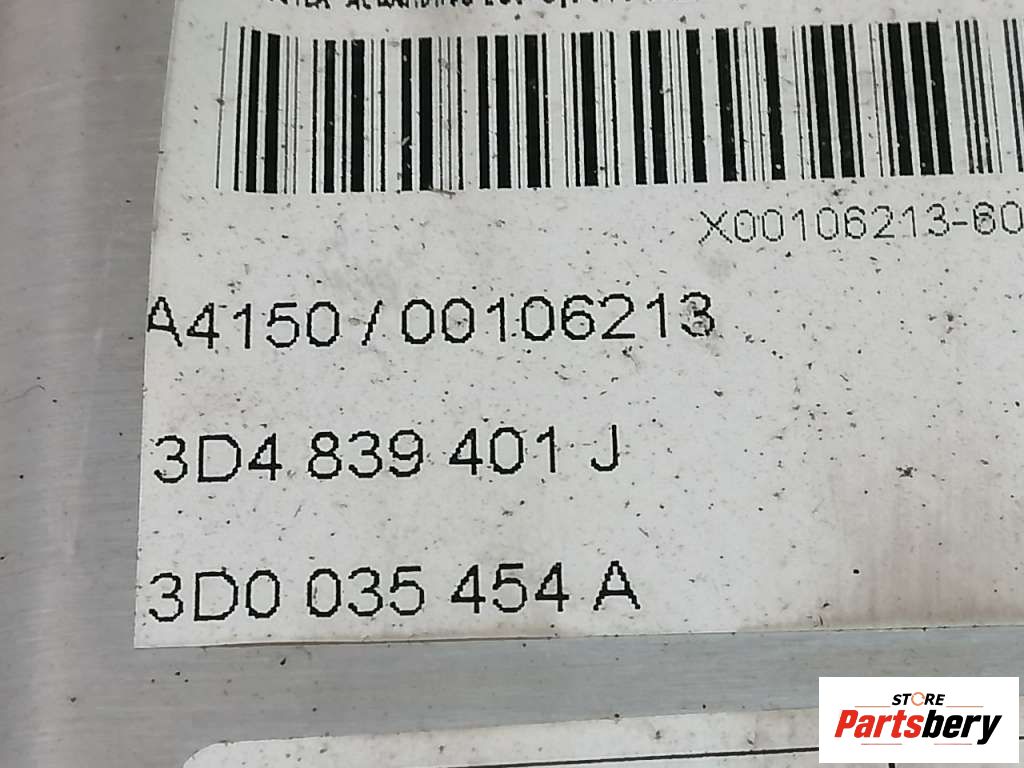 X00106213-60
A4150 / 00106213
3D4 839 401 J
3D0 035 454 A
STORE
Partsbery